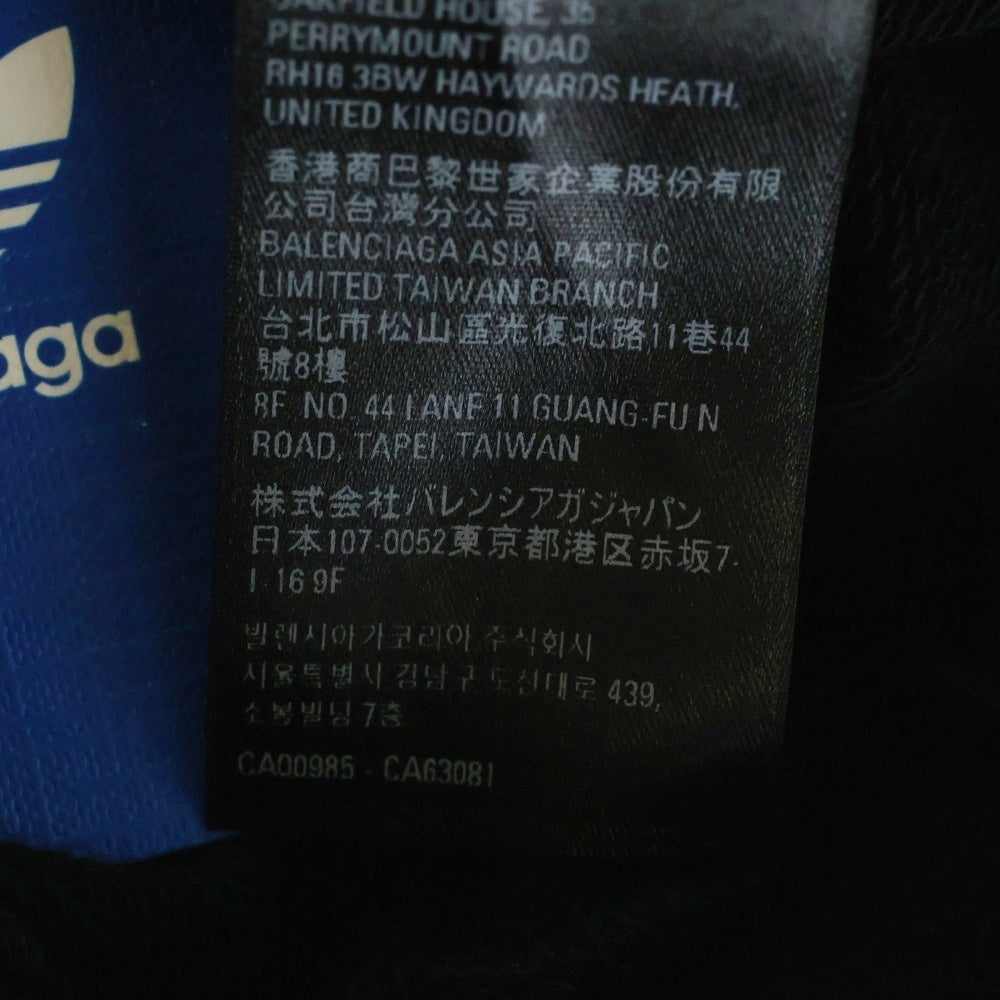 OAKFIELD HOUSE, 35
PERRYMOUNT ROAD
RH16 3BW HAYWARDS HEATH,
UNITED KINGDOM
香港商巴黎世家企業股份有限
公司台灣分公司
BALENCIAGA ASIA PACIFIC
LIMITED TAIWAN BRANCH
台北市松山區光復北路11巷44
號8樓
8F NO 44 LANE 11 GUANG-FU N
ROAD, TAPEI, TAIWAN
株式会社バレンシアガジャパン
日本107-0052東京都港区赤坂7-
1-16 9F
발렌시아가코리아 주식회사
서울특별시 강남구 도산대로 439,
소봉빌딩 7층
CA00985 - CA63081
aga